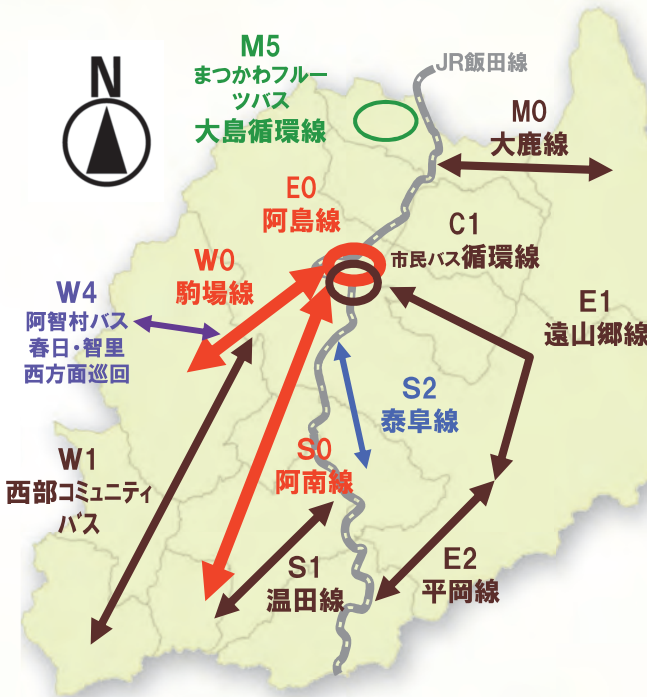 N
M5
まつかわフルー
ツバス
大島循環線
JR飯田線
M0
大鹿線
E0
阿島線
C1
市民バス循環線
W0
駒場線
W4
阿智村バス
春日・智里
西方面巡回
E1
遠山郷線
S2
泰阜線
W1
西部コミュニティ
バス
S0
阿南線
S1
温田線
E2
平岡線